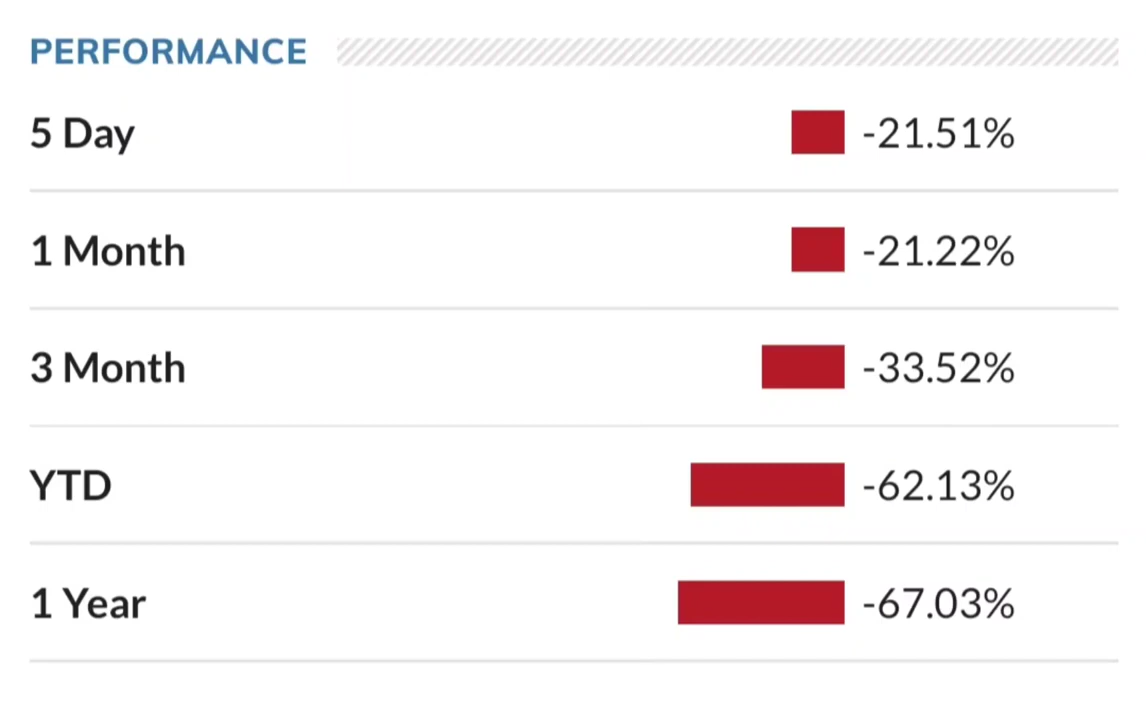 PERFORMANCE
5 Day -21.51%
1 Month -21.22%
3 Month -33.52%
YTD -62.13%
1 Year -67.03%